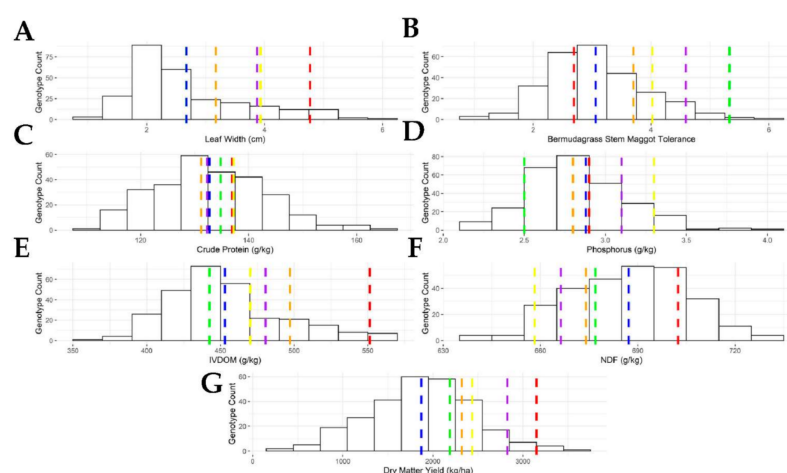 A
Genotype Count
75
50
25
0
2
4
6
Leaf Width (cm)
B
Genotype Count
75
50
25
0
2
4
6
Bermudagrass Stem Maggot Tolerance
C
Genotype Count
60
40
20
0
120
140
160
Crude Protein (g/kg)
D
Genotype Count
80
60
40
20
0
2.0
2.5
3.0
3.5
4.0
Phosphorus (g/kg)
E
Genotype Count
60
40
20
0
350
400
450
500
550
IVDOM (g/kg)
F
Genotype Count
40
20
0
630
660
690
720
NDF (g/kg)
G
Genotype Count
60
40
20
0
0
1000
2000
3000
Dry Matter Yield (kg/ha)